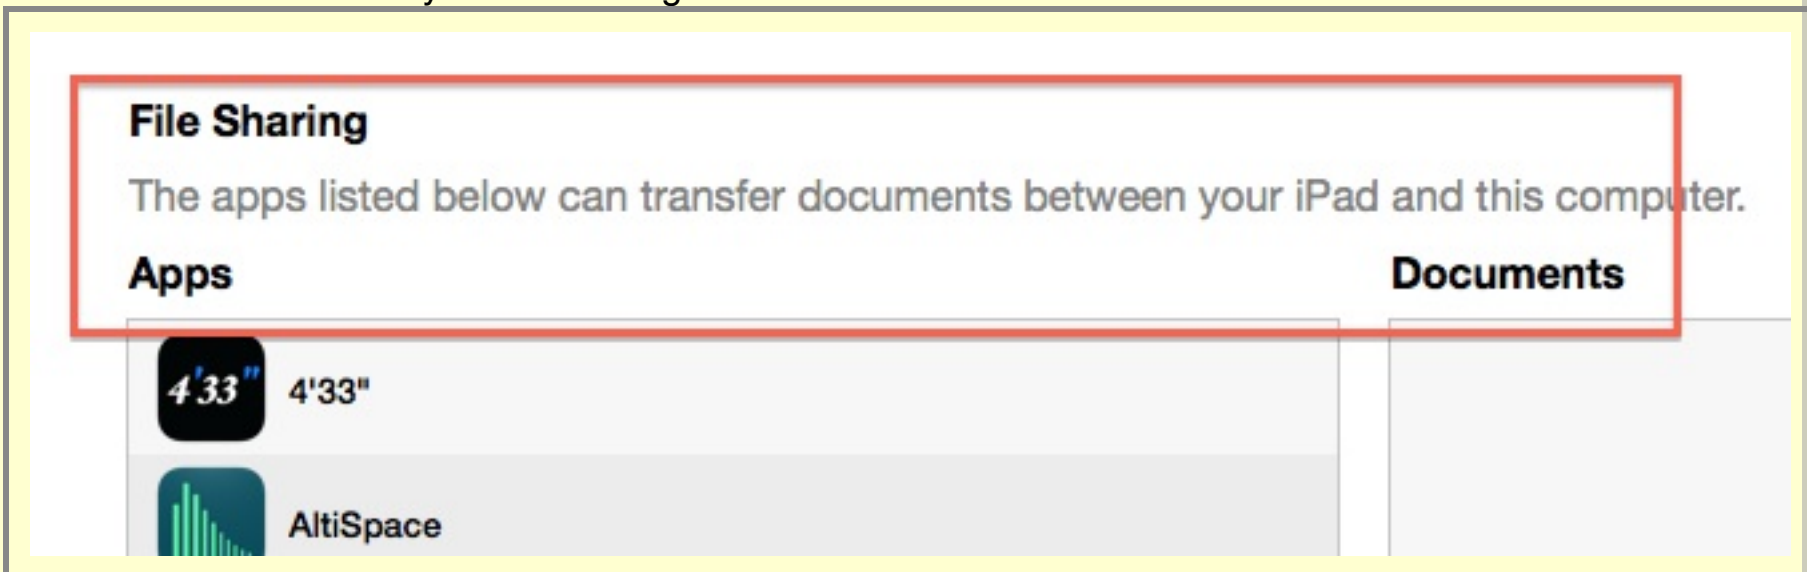 File Sharing
The apps listed below can transfer documents between your iPad and this computer.
Apps
Documents
4'33"
4'33"
AltiSpace